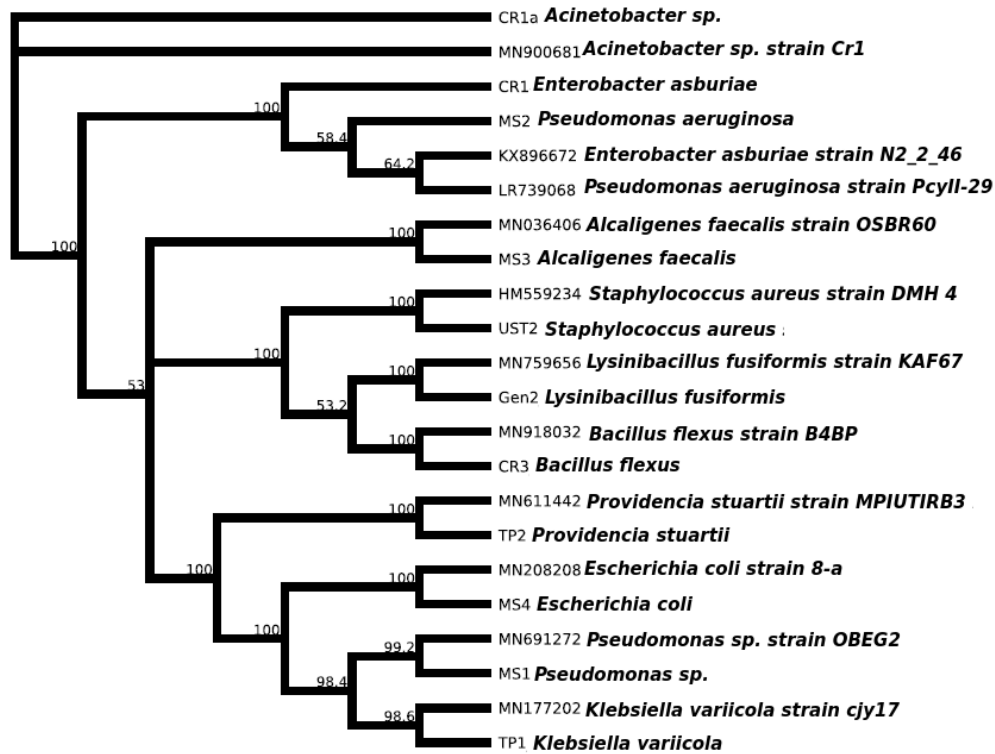 CR1a Acinetobacter sp.
MN900681 Acinetobacter sp. strain Cr1
CR1 Enterobacter asburiae
100
MS2 Pseudomonas aeruginosa
58.4
KX896672 Enterobacter asburiae strain N2_2_46
64.2
LR739068 Pseudomonas aeruginosa strain PcyII-29
MN036406 Alcaligenes faecalis strain OSBR60
100
100
MS3 Alcaligenes faecalis
HM559234 Staphylococcus aureus strain DMH 4
100
UST2 Staphylococcus aureus
100
MN759656 Lysinibacillus fusiformis strain KAF67
100
53
Gen2 Lysinibacillus fusiformis
53.2
MN918032 Bacillus flexus strain B4BP
100
CR3 Bacillus flexus
MN611442 Providencia stuartii strain MPIUTIRB3
100
TP2 Providencia stuartii
100
MN208208 Escherichia coli strain 8-a
100
MS4 Escherichia coli
100
MN691272 Pseudomonas sp. strain OBEG2
99.2
MS1 Pseudomonas sp.
98.4
MN177202 Klebsiella variicola strain cjy17
98.6
TP1 Klebsiella variicola